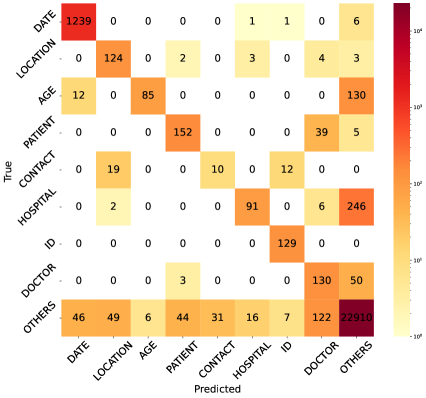 DATE 1239 0 0 0 0 1 1 0 6
LOCATION 0 124 0 2 0 3 0 4 3
AGE 12 0 85 0 0 0 0 0 130
PATIENT 0 0 0 152 0 0 0 39 5
CONTACT 0 19 0 0 10 0 12 0 0
HOSPITAL 0 2 0 0 0 91 0 6 246
ID 0 0 0 0 0 0 129 0 0
DOCTOR 0 0 0 3 0 0 0 130 50
OTHERS 46 49 6 44 31 16 7 122 22910
DATE LOCATION AGE PATIENT CONTACT HOSPITAL ID DOCTOR OTHERS
Predicted
True
10⁴
10³
10²
10¹
10⁰